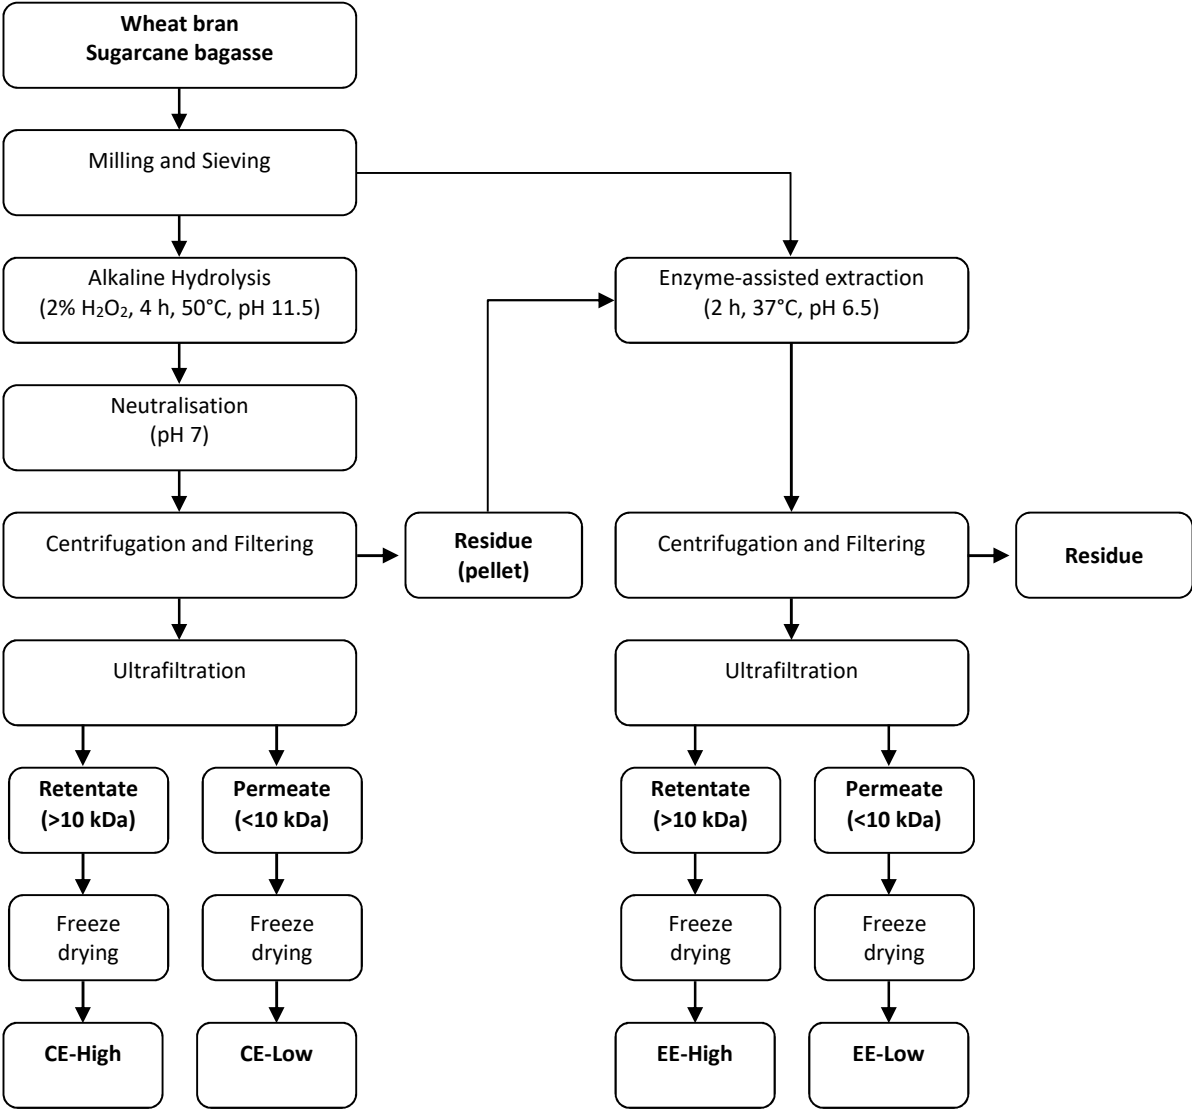 Wheat bran
Sugarcane bagasse
Milling and Sieving
Alkaline Hydrolysis
(2% H₂O₂, 4 h, 50°C, pH 11.5)
Enzyme-assisted extraction
(2 h, 37°C, pH 6.5)
Neutralisation
(pH 7)
Centrifugation and Filtering
Residue
(pellet)
Centrifugation and Filtering
Residue
Ultrafiltration
Ultrafiltration
Retentate
(>10 kDa)
Permeate
(<10 kDa)
Retentate
(>10 kDa)
Permeate
(<10 kDa)
Freeze
drying
Freeze
drying
Freeze
drying
Freeze
drying
CE-High
CE-Low
EE-High
EE-Low